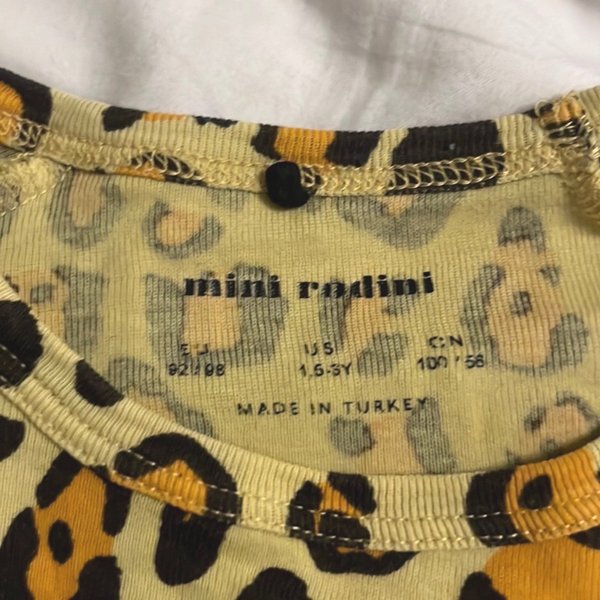 mini rodini
EU US CN
92/98 1.5-3Y 100/56
MADE IN TURKEY